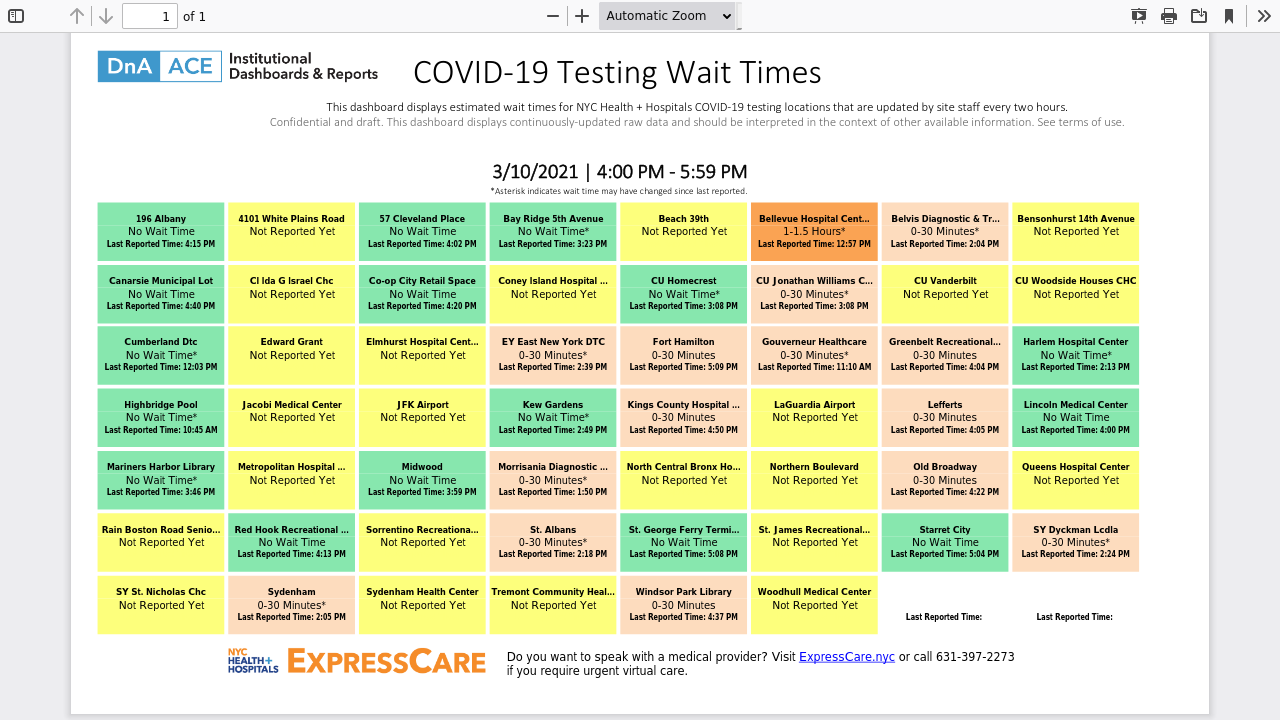 1 of 1
Automatic Zoom
DnA ACE Institutional
Dashboards & Reports
COVID-19 Testing Wait Times
This dashboard displays estimated wait times for NYC Health + Hospitals COVID-19 testing locations that are updated by site staff every two hours.
Confidential and draft. This dashboard displays continuously-updated raw data and should be interpreted in the context of other available information. See terms of use.
3/10/2021 | 4:00 PM - 5:59 PM
*Asterisk indicates wait time may have changed since last reported.
196 Albany
No Wait Time
Last Reported Time: 4:15 PM
4101 White Plains Road
Not Reported Yet
57 Cleveland Place
No Wait Time
Last Reported Time: 4:02 PM
Bay Ridge 5th Avenue
No Wait Time*
Last Reported Time: 3:23 PM
Beach 39th
Not Reported Yet
Bellevue Hospital Cent...
1-1.5 Hours*
Last Reported Time: 12:57 PM
Belvis Diagnostic & Tr...
0-30 Minutes*
Last Reported Time: 2:04 PM
Bensonhurst 14th Avenue
Not Reported Yet
Canarsie Municipal Lot
No Wait Time
Last Reported Time: 4:40 PM
CI Ida G Israel Chc
Not Reported Yet
Co-op City Retail Space
No Wait Time
Last Reported Time: 4:20 PM
Coney Island Hospital ...
Not Reported Yet
CU Homecrest
No Wait Time*
Last Reported Time: 3:08 PM
CU Jonathan Williams C...
0-30 Minutes*
Last Reported Time: 3:08 PM
CU Vanderbilt
Not Reported Yet
CU Woodside Houses CHC
Not Reported Yet
Cumberland Dtc
No Wait Time*
Last Reported Time: 12:03 PM
Edward Grant
Not Reported Yet
Elmhurst Hospital Cent...
Not Reported Yet
EY East New York DTC
0-30 Minutes*
Last Reported Time: 2:39 PM
Fort Hamilton
0-30 Minutes
Last Reported Time: 5:09 PM
Gouverneur Healthcare
0-30 Minutes*
Last Reported Time: 11:10 AM
Greenbelt Recreational...
0-30 Minutes
Last Reported Time: 4:04 PM
Harlem Hospital Center
No Wait Time*
Last Reported Time: 2:13 PM
Highbridge Pool
No Wait Time*
Last Reported Time: 10:45 AM
Jacobi Medical Center
Not Reported Yet
JFK Airport
Not Reported Yet
Kew Gardens
No Wait Time*
Last Reported Time: 2:49 PM
Kings County Hospital ...
0-30 Minutes
Last Reported Time: 4:50 PM
LaGuardia Airport
Not Reported Yet
Lefferts
0-30 Minutes
Last Reported Time: 4:05 PM
Lincoln Medical Center
No Wait Time
Last Reported Time: 4:00 PM
Mariners Harbor Library
No Wait Time*
Last Reported Time: 3:46 PM
Metropolitan Hospital ...
Not Reported Yet
Midwood
No Wait Time
Last Reported Time: 3:59 PM
Morrisania Diagnostic ...
0-30 Minutes*
Last Reported Time: 1:50 PM
North Central Bronx Ho...
Not Reported Yet
Northern Boulevard
Not Reported Yet
Old Broadway
0-30 Minutes
Last Reported Time: 4:22 PM
Queens Hospital Center
Not Reported Yet
Rain Boston Road Senio...
Not Reported Yet
Red Hook Recreational ...
No Wait Time
Last Reported Time: 4:13 PM
Sorrentino Recreationa...
Not Reported Yet
St. Albans
0-30 Minutes*
Last Reported Time: 2:18 PM
St. George Ferry Termi...
No Wait Time
Last Reported Time: 5:08 PM
St. James Recreational...
Not Reported Yet
Starret City
No Wait Time
Last Reported Time: 5:04 PM
SY Dyckman Lcdla
0-30 Minutes*
Last Reported Time: 2:24 PM
SY St. Nicholas Chc
Not Reported Yet
Sydenham
0-30 Minutes*
Last Reported Time: 2:05 PM
Sydenham Health Center
Not Reported Yet
Tremont Community Heal...
Not Reported Yet
Windsor Park Library
0-30 Minutes
Last Reported Time: 4:37 PM
Woodhull Medical Center
Not Reported Yet
Last Reported Time:
Last Reported Time:
NYC
HEALTH+
HOSPITALS
EXPRESSCARE
Do you want to speak with a medical provider? Visit ExpressCare.nyc or call 631-397-2273
if you require urgent virtual care.